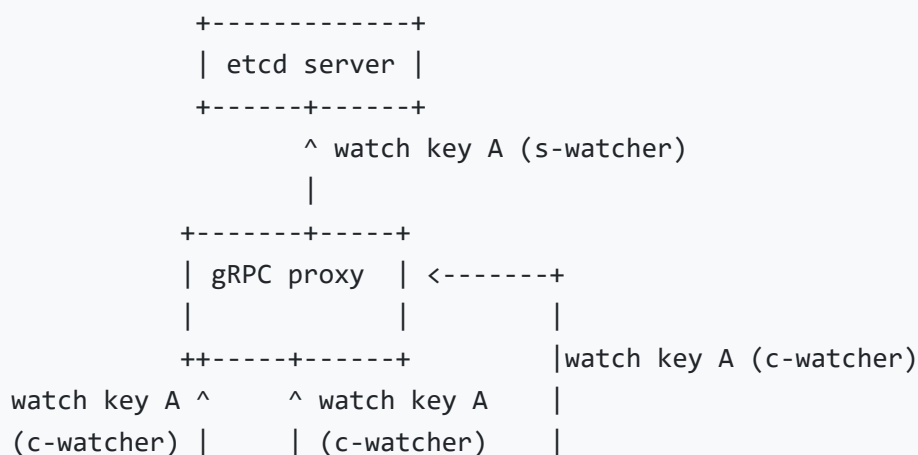 +-------------+
| etcd server |
+------+------+
^ watch key A (s-watcher)
|
+-------+-----+
| gRPC proxy | <-------+
| | |
++-----+------+ |watch key A (c-watcher)
watch key A ^ ^ watch key A |
(c-watcher) | | (c-watcher) |